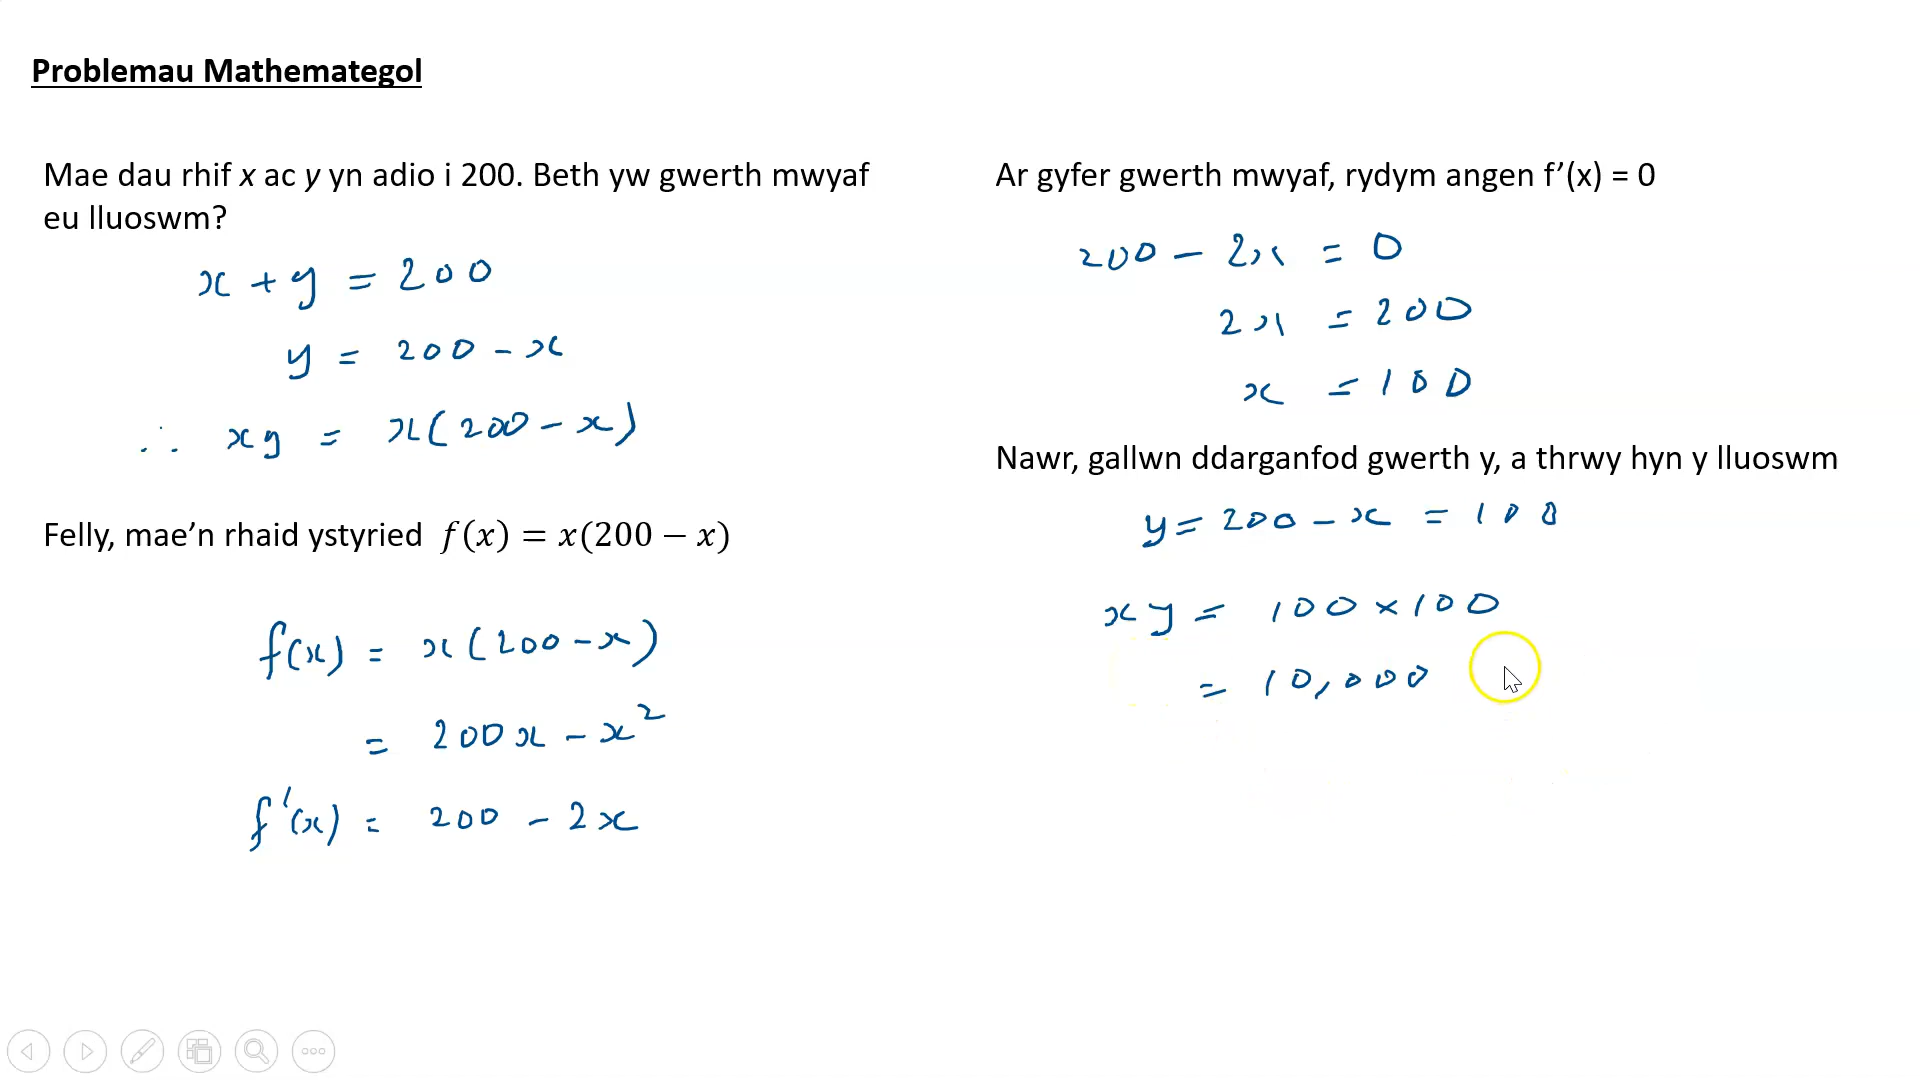 Problemau Mathemategol
Mae dau rhif x ac y yn adio i 200. Beth yw gwerth mwyaf
eu lluoswm?
x + y = 200
y = 200 - x
∴ xy = x(200 - x)
Felly, mae’n rhaid ystyried f(x) = x(200 − x)
f(x) = x(200 - x)
= 200x - x²
f'(x) = 200 - 2x
Ar gyfer gwerth mwyaf, rydym angen f’(x) = 0
200 - 2x = 0
2x = 200
x = 100
Nawr, gallwn ddarganfod gwerth y, a thrwy hyn y lluoswm
y = 200 - x = 100
xy = 100 × 100
= 10,000